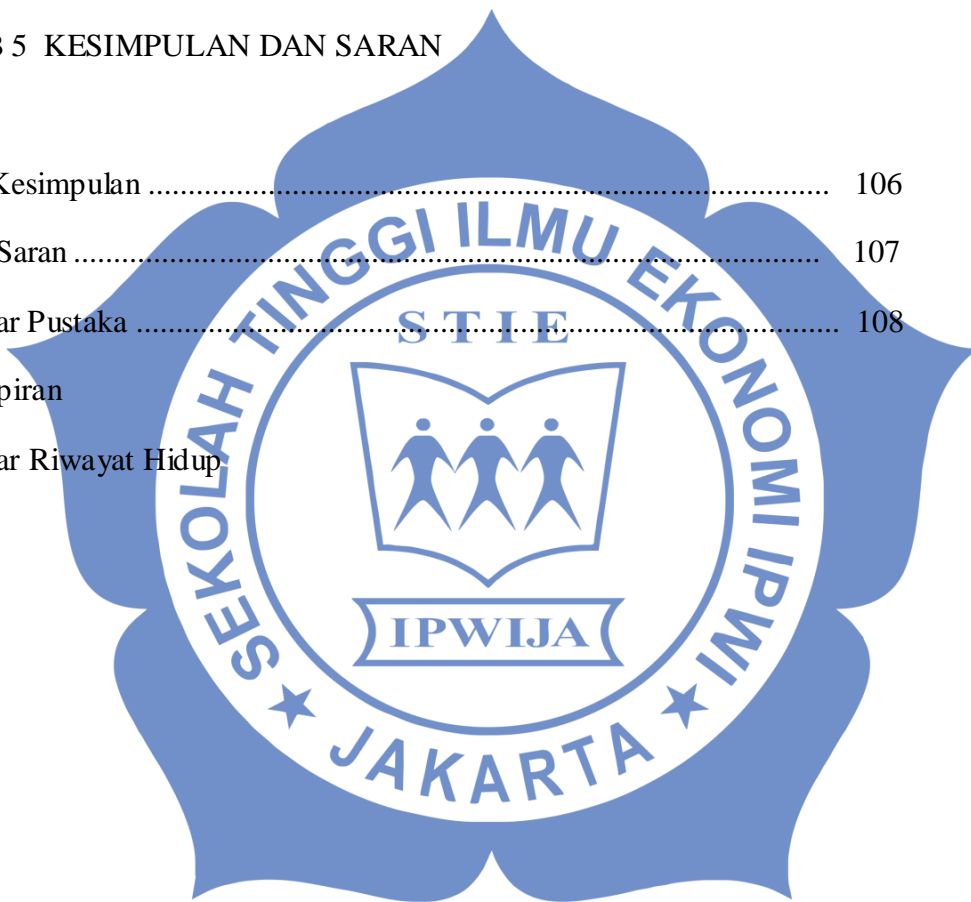 3 5 KESIMPULAN DAN SARAN
Kesimpulan ..................................................................................... 106
Saran ............................................................................................. 107
ar Pustaka ........................................................................................ 108
piran
ar Riwayat Hidup
SEKOLAH TINGGI ILMU EKONOMI IPWI
STIE
IPWIJA
★ JAKARTA ★